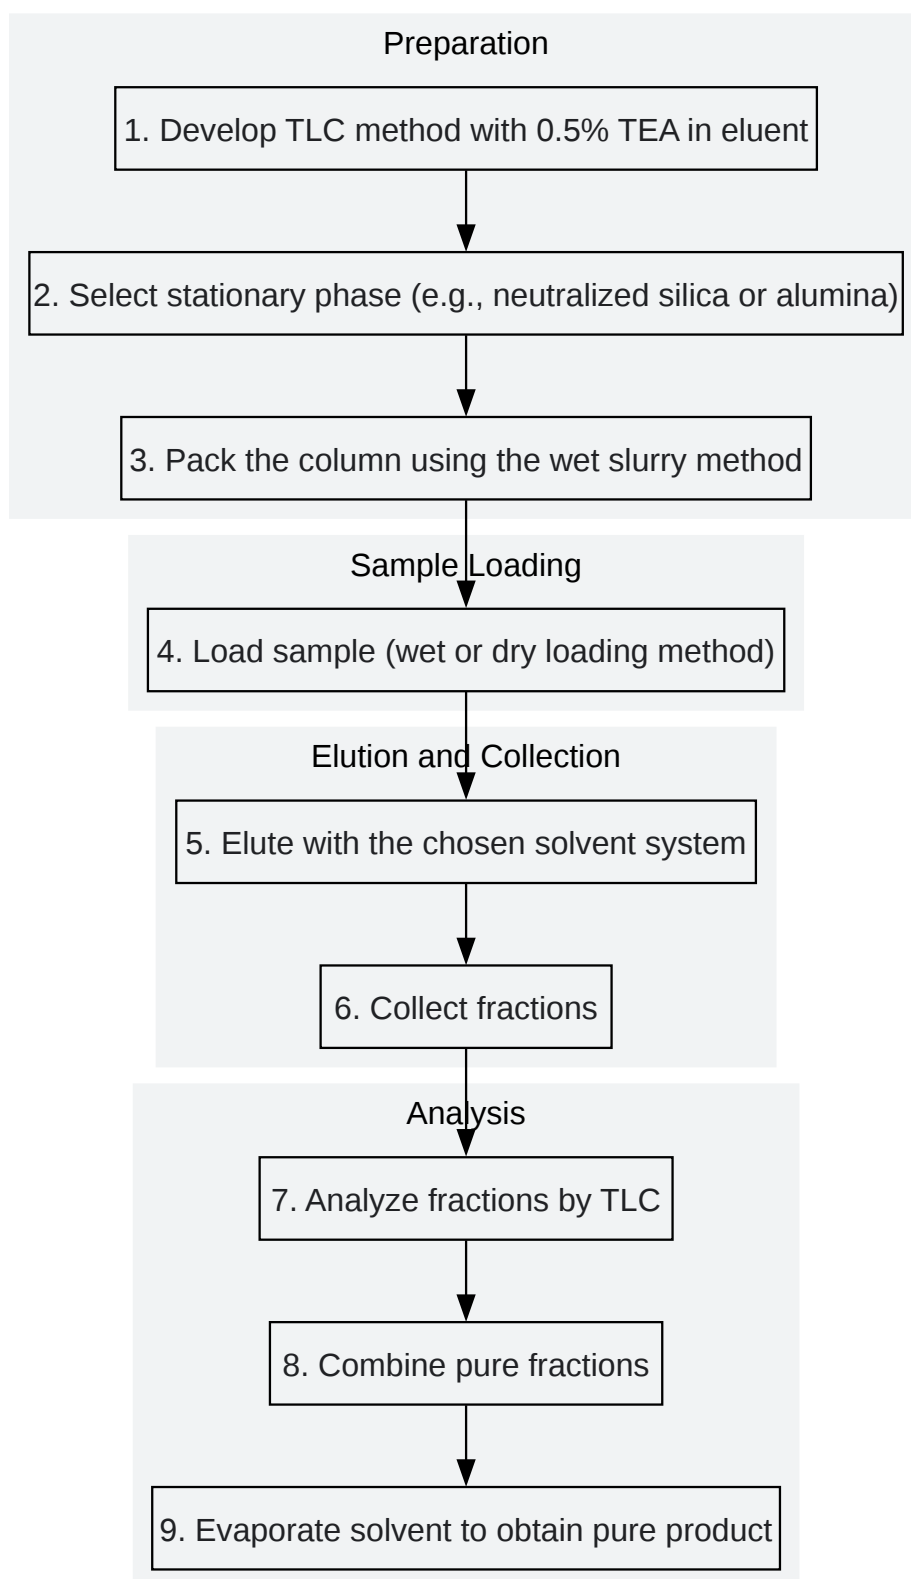 Preparation
1. Develop TLC method with 0.5% TEA in eluent
2. Select stationary phase (e.g., neutralized silica or alumina)
3. Pack the column using the wet slurry method
Sample Loading
4. Load sample (wet or dry loading method)
Elution and Collection
5. Elute with the chosen solvent system
6. Collect fractions
Analysis
7. Analyze fractions by TLC
8. Combine pure fractions
9. Evaporate solvent to obtain pure product